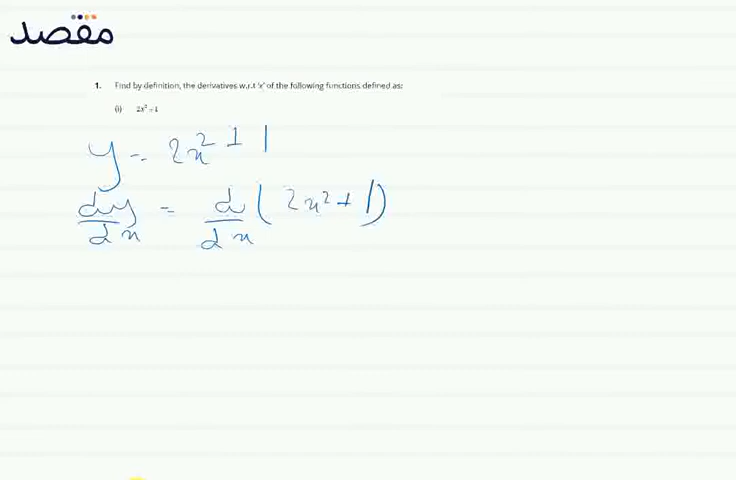 مقصد
1. Find by definition, the derivatives w.r.t 'x' of the following functions defined as:
(i) 2x² + 1
y = 2x² + 1
dy/dx = d/dx (2x² + 1)